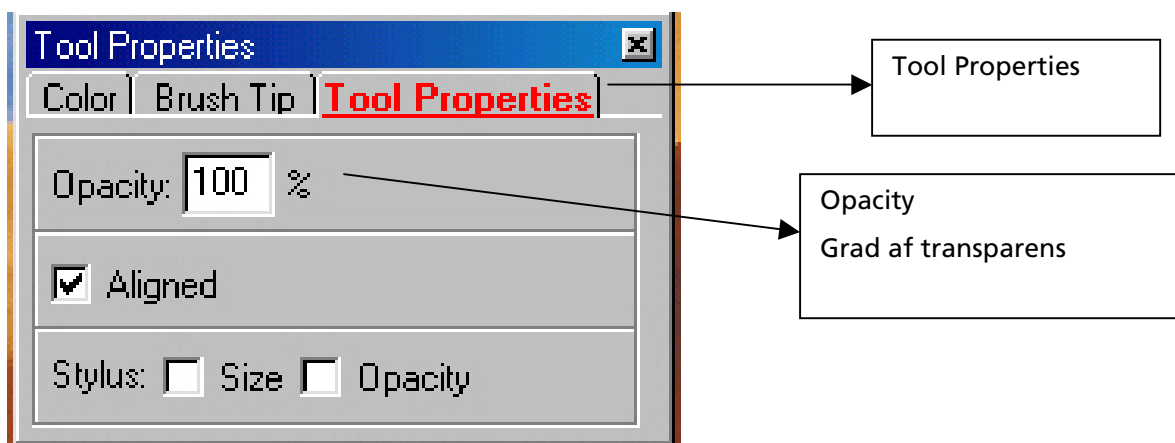 Tool Properties
Color Brush Tip Tool Properties
Opacity: 100 %
Aligned
Stylus: Size Opacity
Tool Properties
Opacity
Grad af transparens